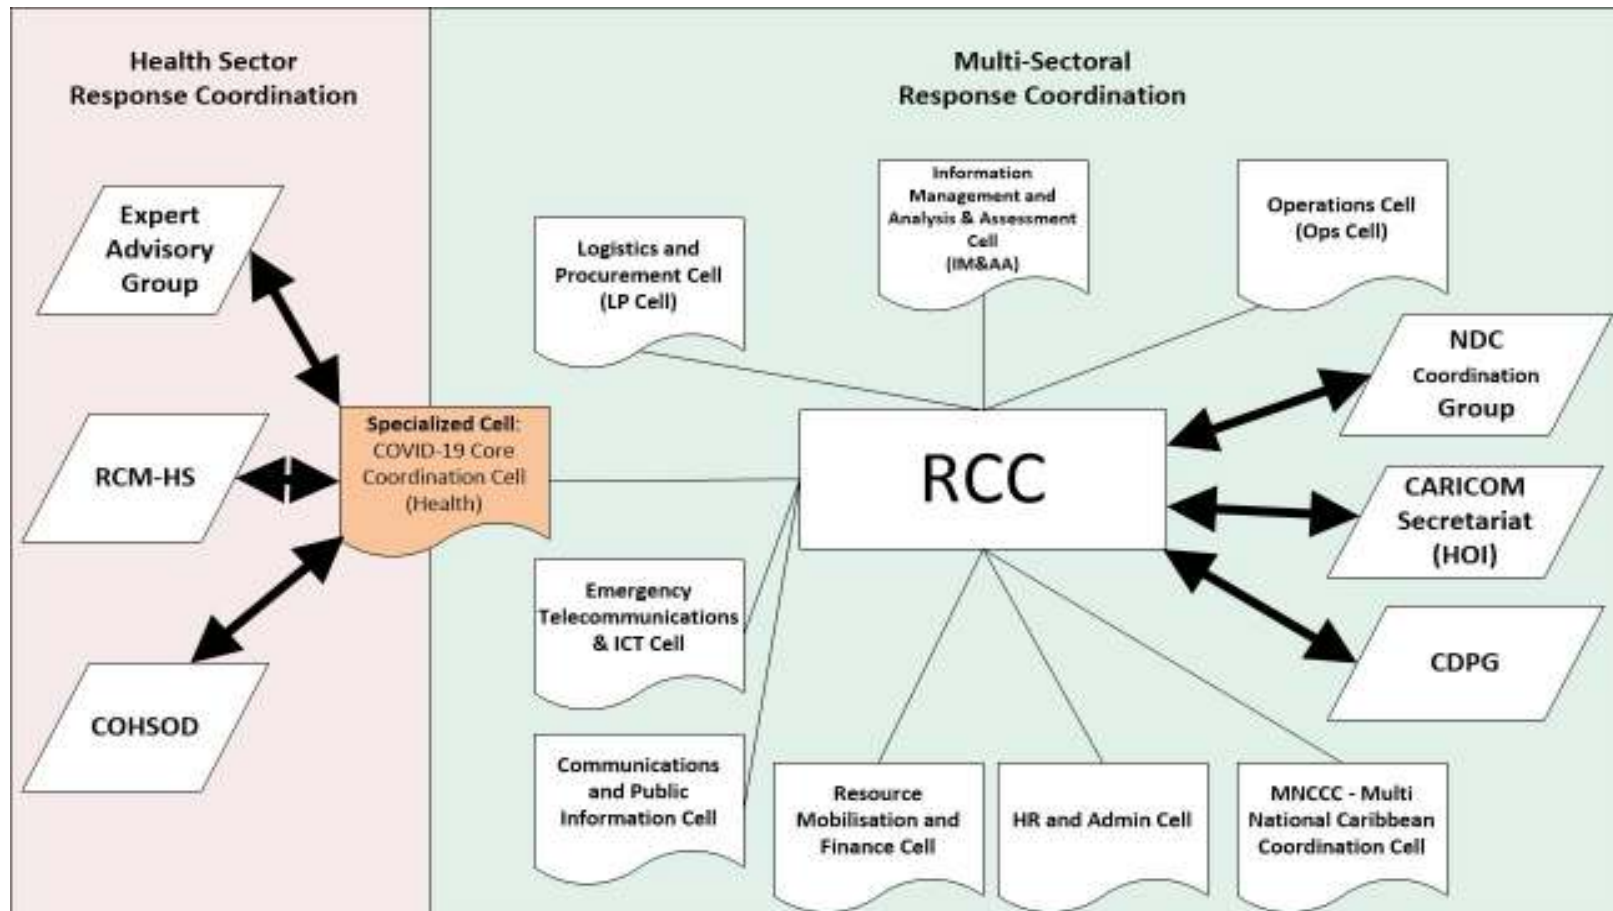 Health Sector
Response Coordination
Multi-Sectoral
Response Coordination
Expert
Advisory
Group
RCM-HS
COHSOD
Specialized Cell:
COVID-19 Core
Coordination Cell
(Health)
Logistics and
Procurement Cell
(LP Cell)
Information
Management and
Analysis & Assessment
Cell
(IM&AA)
Operations Cell
(Ops Cell)
RCC
NDC
Coordination
Group
CARICOM
Secretariat
(HOI)
CDPG
Emergency
Telecommunications
& ICT Cell
Communications
and Public
Information Cell
Resource
Mobilisation and
Finance Cell
HR and Admin Cell
MNCCC - Multi
National Caribbean
Coordination Cell